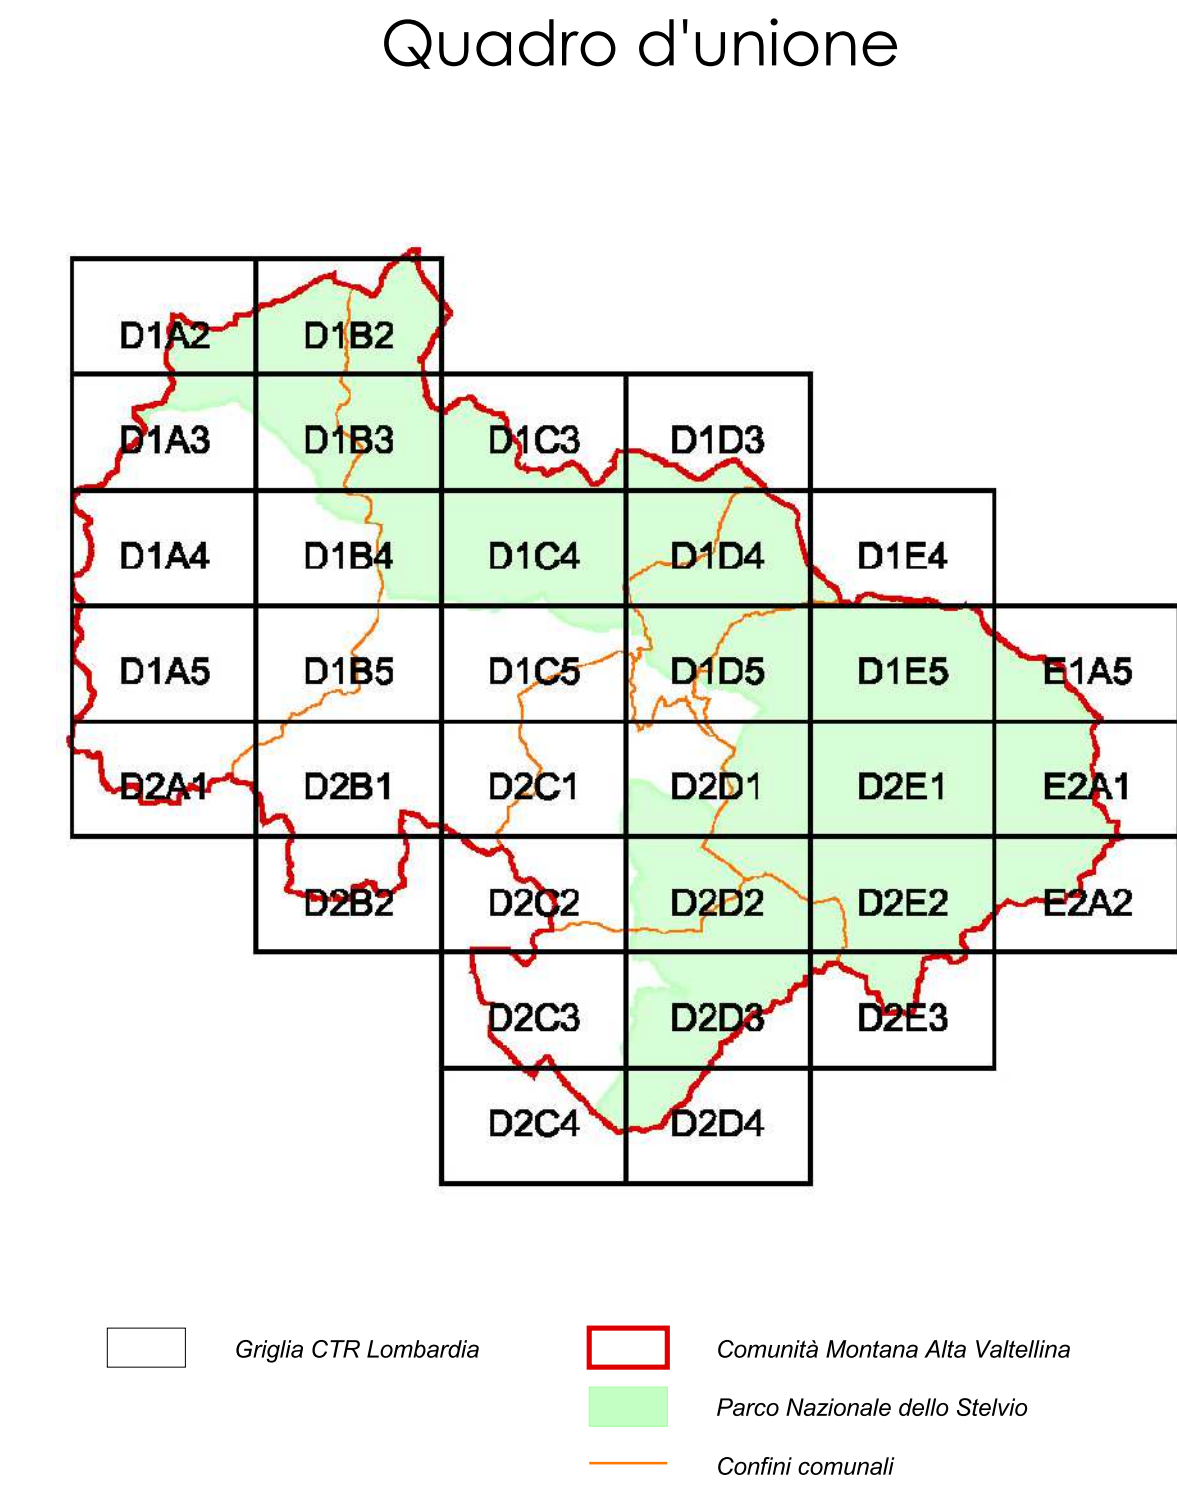 Quadro d'unione
D1A2 D1B2
D1A3 D1B3 D1C3 D1D3
D1A4 D1B4 D1C4 D1D4 D1E4
D1A5 D1B5 D1C5 D1D5 D1E5 E1A5
D2A1 D2B1 D2C1 D2D1 D2E1 E2A1
D2B2 D2C2 D2D2 D2E2 E2A2
D2C3 D2D3 D2E3
D2C4 D2D4
Griglia CTR Lombardia
Comunità Montana Alta Valtellina
Parco Nazionale dello Stelvio
Confini comunali